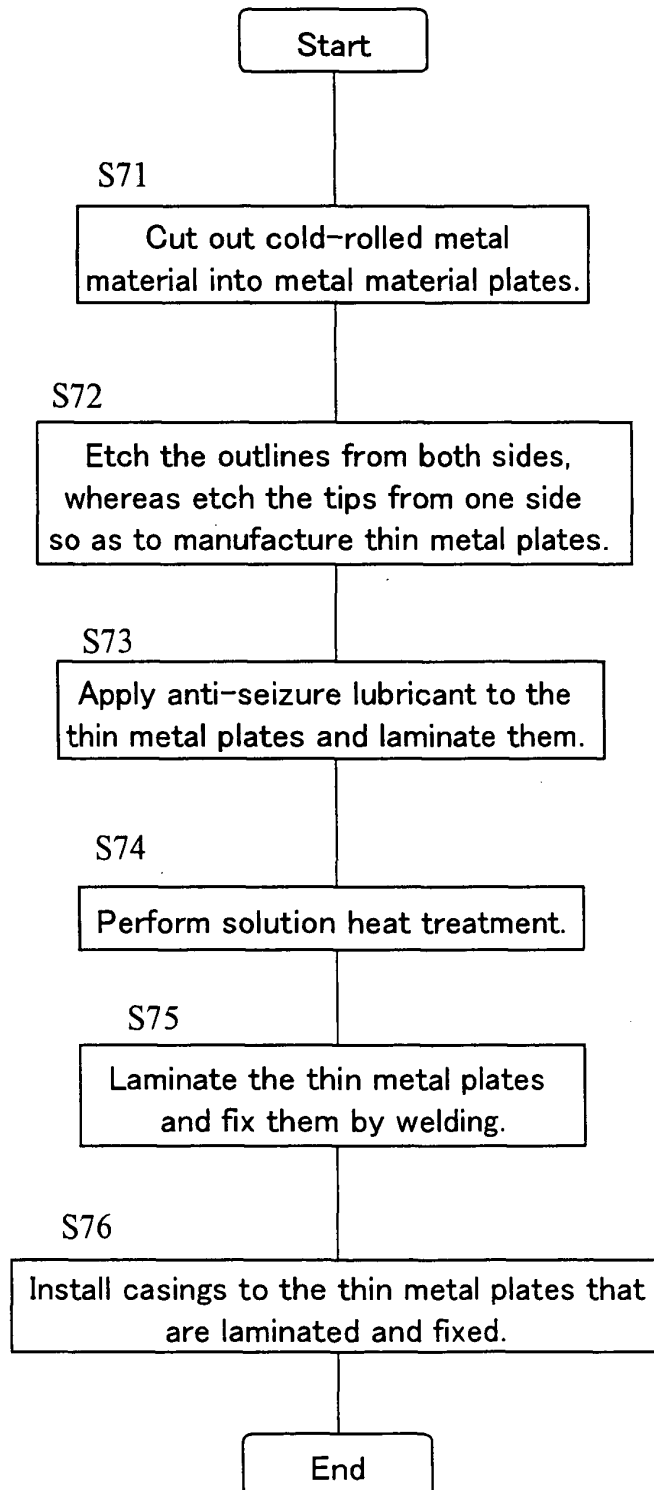 Start
S71
Cut out cold-rolled metal
material into metal material plates.
S72
Etch the outlines from both sides,
whereas etch the tips from one side
so as to manufacture thin metal plates.
S73
Apply anti-seizure lubricant to the
thin metal plates and laminate them.
S74
Perform solution heat treatment.
S75
Laminate the thin metal plates
and fix them by welding.
S76
Install casings to the thin metal plates that
are laminated and fixed.
End